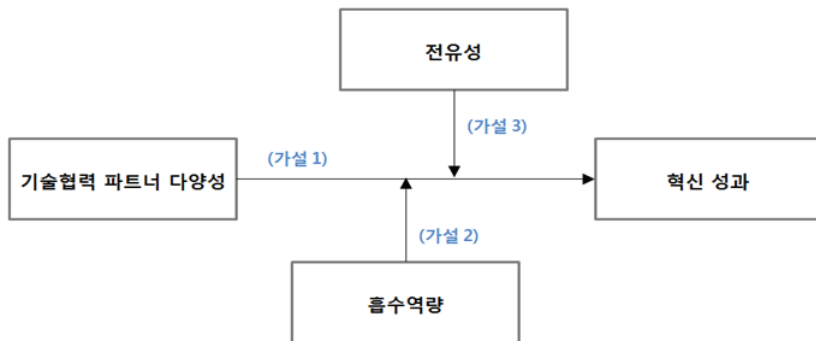 전유성
(가설 3)
(가설 1)
기술협력 파트너 다양성
혁신 성과
(가설 2)
흡수역량